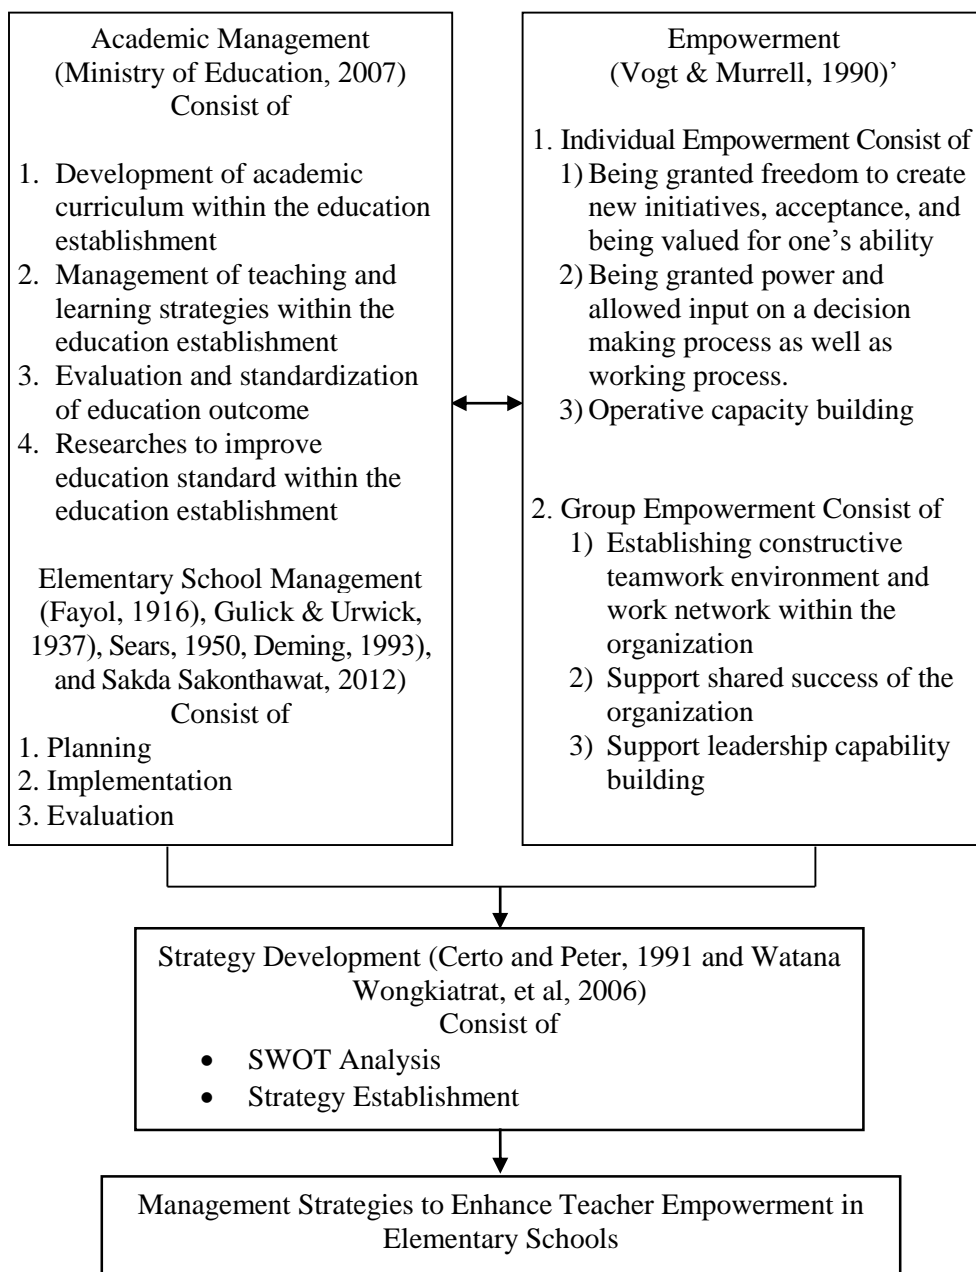 Academic Management
(Ministry of Education, 2007)
Consist of
1. Development of academic
curriculum within the education
establishment
2. Management of teaching and
learning strategies within the
education establishment
3. Evaluation and standardization
of education outcome
4. Researches to improve
education standard within the
education establishment
Elementary School Management
(Fayol, 1916), Gulick & Urwick,
1937), Sears, 1950, Deming, 1993),
and Sakda Sakonthawat, 2012)
Consist of
1. Planning
2. Implementation
3. Evaluation
Empowerment
(Vogt & Murrell, 1990)’
1. Individual Empowerment Consist of
1) Being granted freedom to create
new initiatives, acceptance, and
being valued for one’s ability
2) Being granted power and
allowed input on a decision
making process as well as
working process.
3) Operative capacity building
2. Group Empowerment Consist of
1) Establishing constructive
teamwork environment and
work network within the
organization
2) Support shared success of the
organization
3) Support leadership capability
building
Strategy Development (Certo and Peter, 1991 and Watana
Wongkiatrat, et al, 2006)
Consist of
• SWOT Analysis
• Strategy Establishment
Management Strategies to Enhance Teacher Empowerment in
Elementary Schools